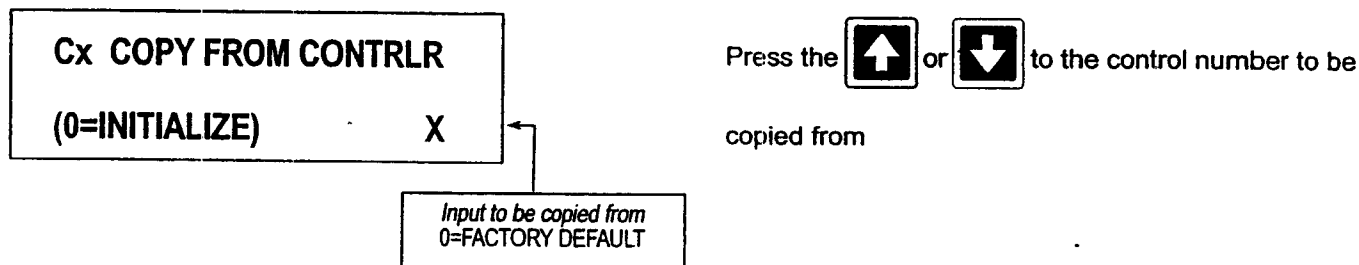 Cx COPY FROM CONTRLR
(0=INITIALIZE) X
Input to be copied from
0=FACTORY DEFAULT
Press the or to the control number to be
copied from